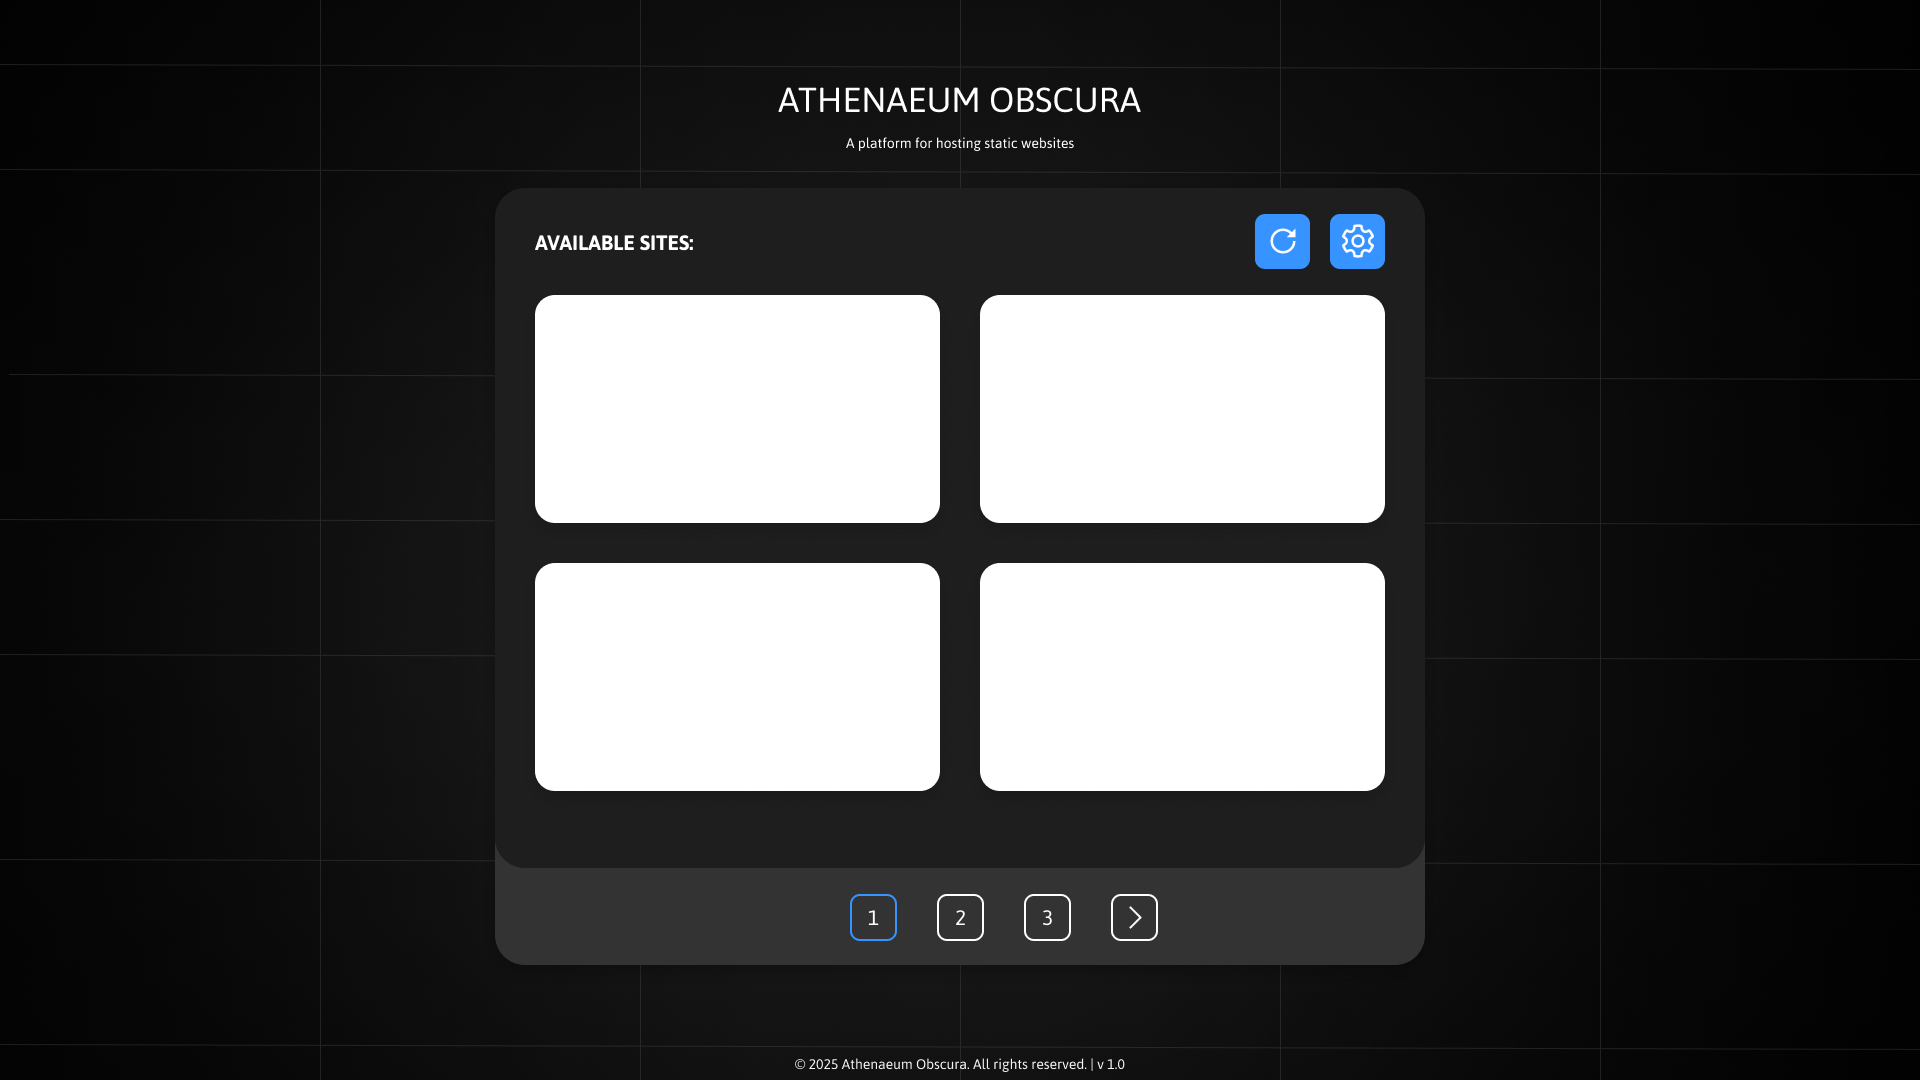 ATHENAEUM OBSCURA
A platform for hosting static websites
AVAILABLE SITES:
1 2 3
© 2025 Athenaeum Obscura. All rights reserved. | v 1.0